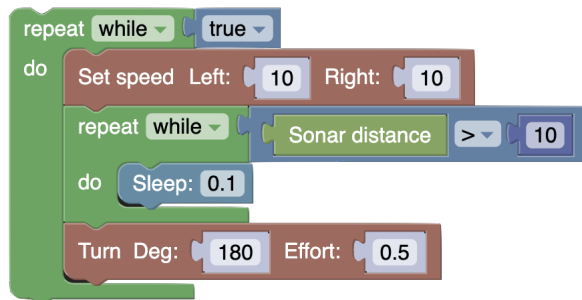 repeat while true
do Set speed Left: 10 Right: 10
repeat while Sonar distance > 10
do Sleep: 0.1
Turn Deg: 180 Effort: 0.5